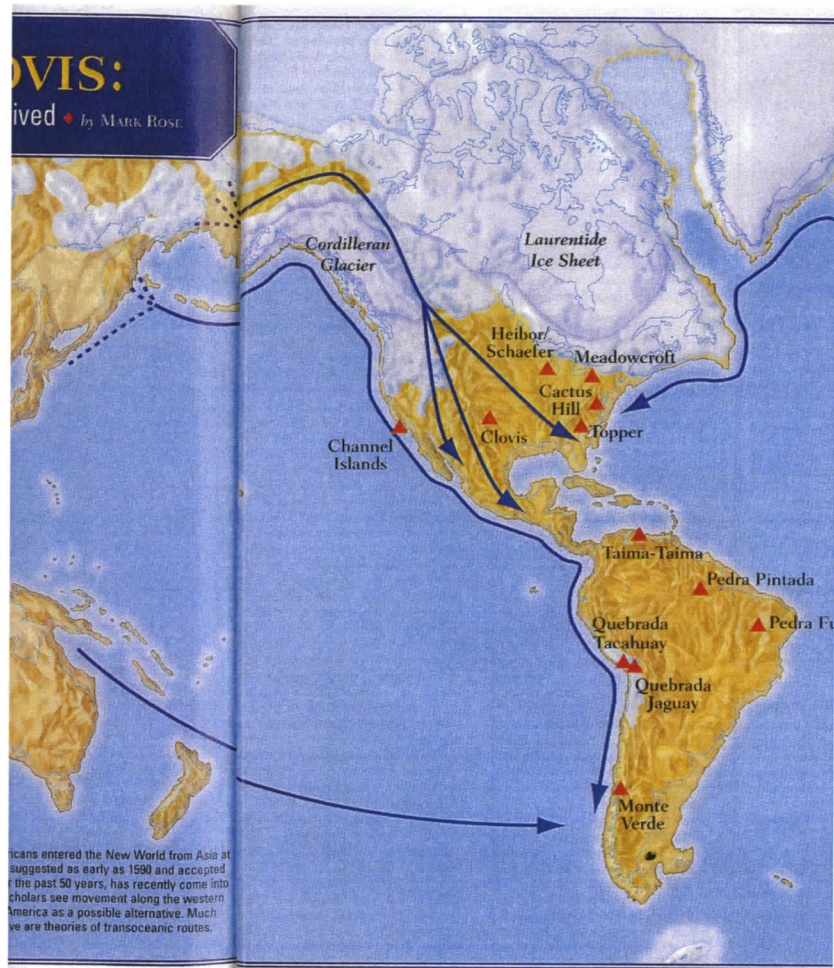 OVIS:
ived ♦ by MARK ROSE
Cordilleran
Glacier
Laurentide
Ice Sheet
Heibor/
Schaefer
Meadowcroft
Cactus
Hill
Clovis
Topper
Channel
Islands
Taima-Taima
Pedra Pintada
Quebrada
Tacahuay
Pedra Fu
Quebrada
Jaguay
Monte
Verde
ricans entered the New World from Asia at
suggested as early as 1590 and accepted
r the past 50 years, has recently come into
cholars see movement along the western
America as a possible alternative. Much
ve are theories of transoceanic routes.